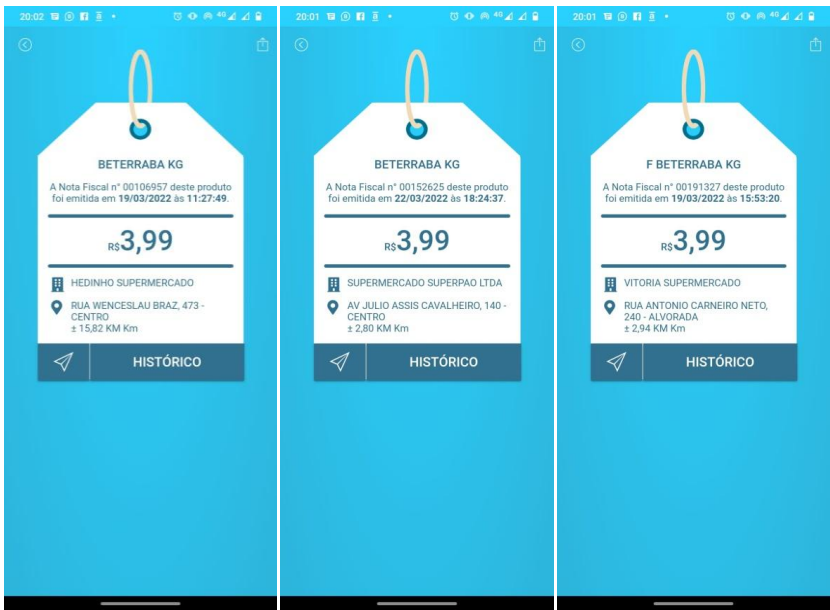 20:02
4G
BETERRABA KG
A Nota Fiscal n° 00106957 deste produto
foi emitida em 19/03/2022 às 11:27:49.
R$3,99
HEDINHO SUPERMERCADO
RUA WENCESLAU BRAZ, 473 -
CENTRO
± 15,82 KM Km
HISTÓRICO
20:01
4G
BETERRABA KG
A Nota Fiscal n° 00152625 deste produto
foi emitida em 22/03/2022 às 18:24:37.
R$3,99
SUPERMERCADO SUPERPAO LTDA
AV JULIO ASSIS CAVALHEIRO, 140 -
CENTRO
± 2,80 KM Km
HISTÓRICO
20:01
4G
F BETERRABA KG
A Nota Fiscal n° 00191327 deste produto
foi emitida em 19/03/2022 às 15:53:20.
R$3,99
VITORIA SUPERMERCADO
RUA ANTONIO CARNEIRO NETO,
240 - ALVORADA
± 2,94 KM Km
HISTÓRICO